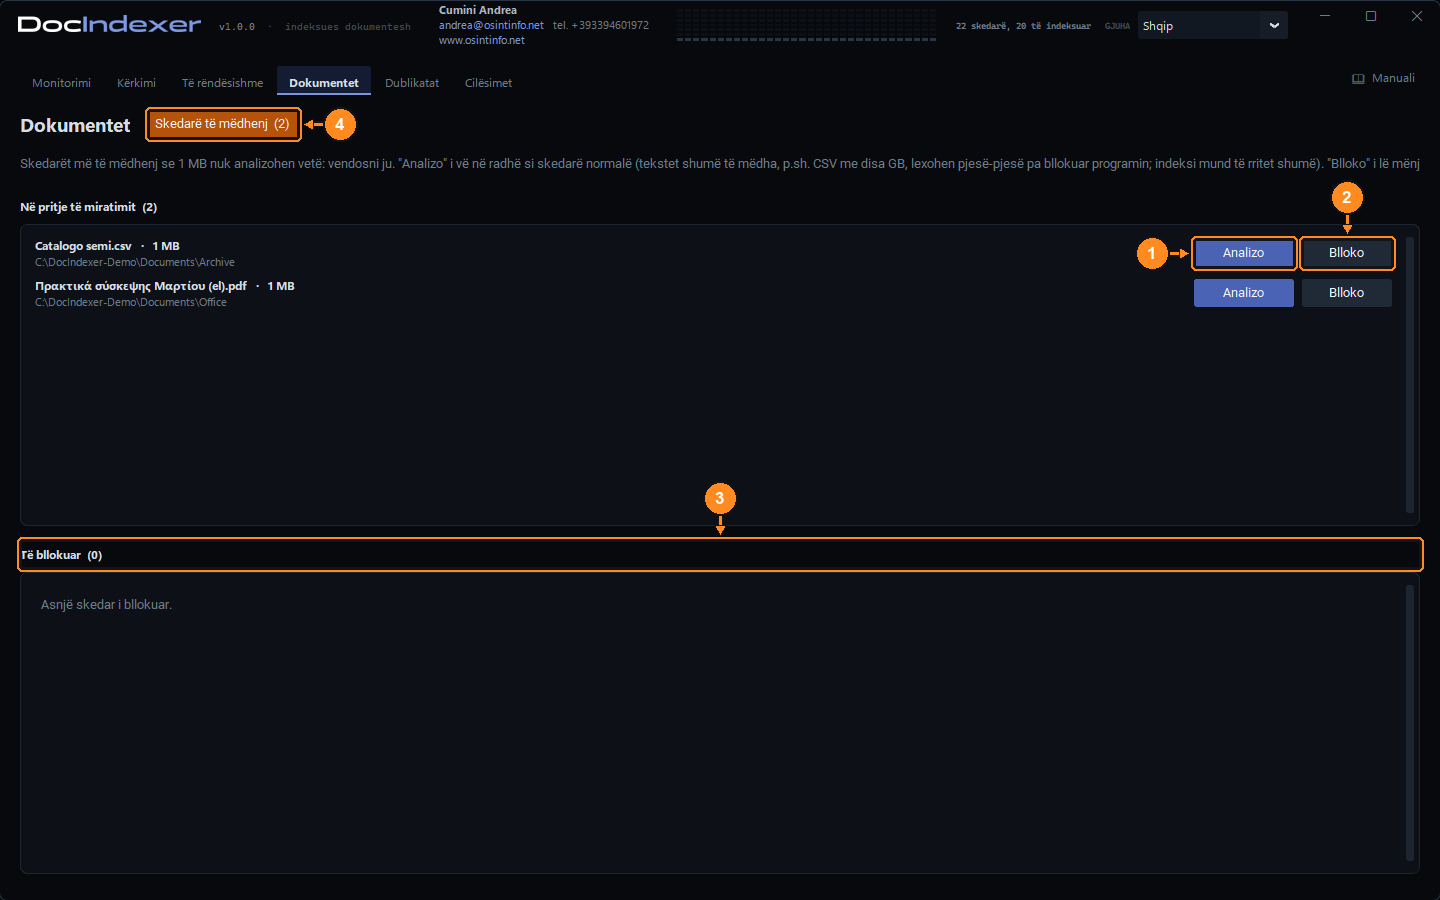 DocIndexer v1.0.0 · indeksues dokumentesh
Cumini Andrea
andrea@osintinfo.net tel. +393394601972
www.osintinfo.net
22 skedarë, 20 të indeksuar GJUHA Shqip
Monitorimi Kërkimi Të rëndësishme Dokumentet Dublikatat Cilësimet Manuali
Dokumentet Skedarë të mëdhenj (2) 4
Skedarët më të mëdhenj se 1 MB nuk analizohen vetë: vendosni ju. "Analizo" i vë në radhë si skedarë normalë (tekstet shumë të mëdha, p.sh. CSV me disa GB, lexohen pjesë-pjesë pa bllokuar programin; indeksi mund të rritet shumë). "Blloko" i lë mënj
Në pritje të miratimit (2)
2
Catalogo semi.csv · 1 MB
C:\DocIndexer-Demo\Documents\Archive
1 Analizo Blloko
Πρακτικά σύσκεψης Μαρτίου (el).pdf · 1 MB
C:\DocIndexer-Demo\Documents\Office
Analizo Blloko
3
Të bllokuar (0)
Asnjë skedar i bllokuar.